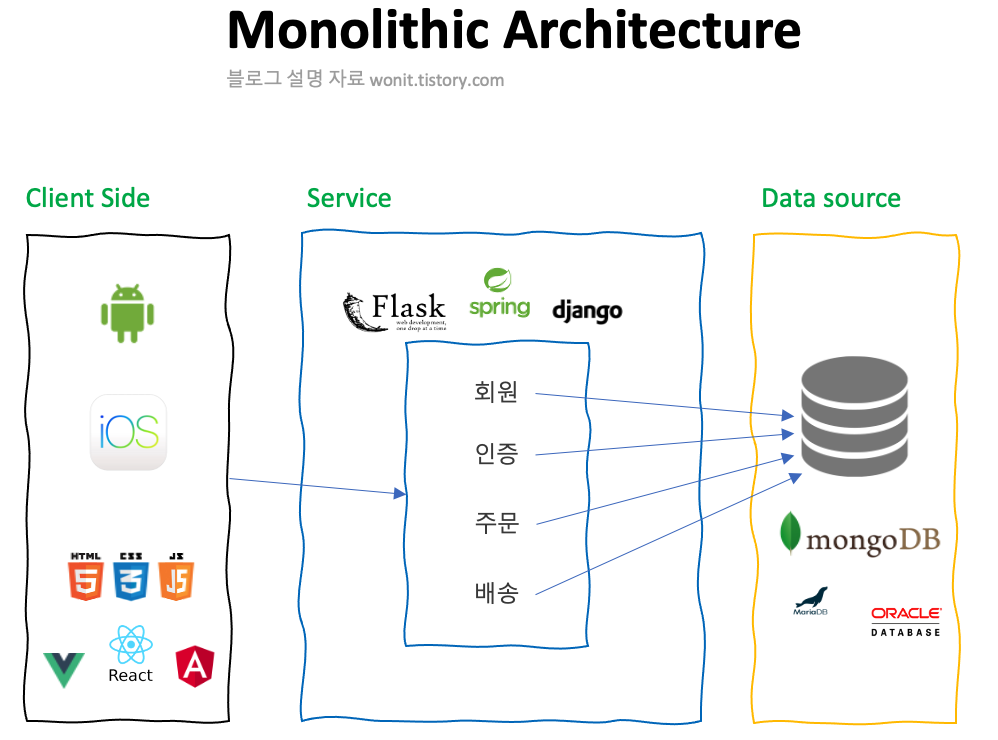 Monolithic Architecture
블로그 설명 자료 wonit.tistory.com
Client Side
Service
Data source
Flask
web development,
one drop at a time
spring
django
회원
인증
주문
배송
iOS
HTML CSS JS
5 3 JS
React
A
mongoDB
MariaDB
ORACLE
DATABASE